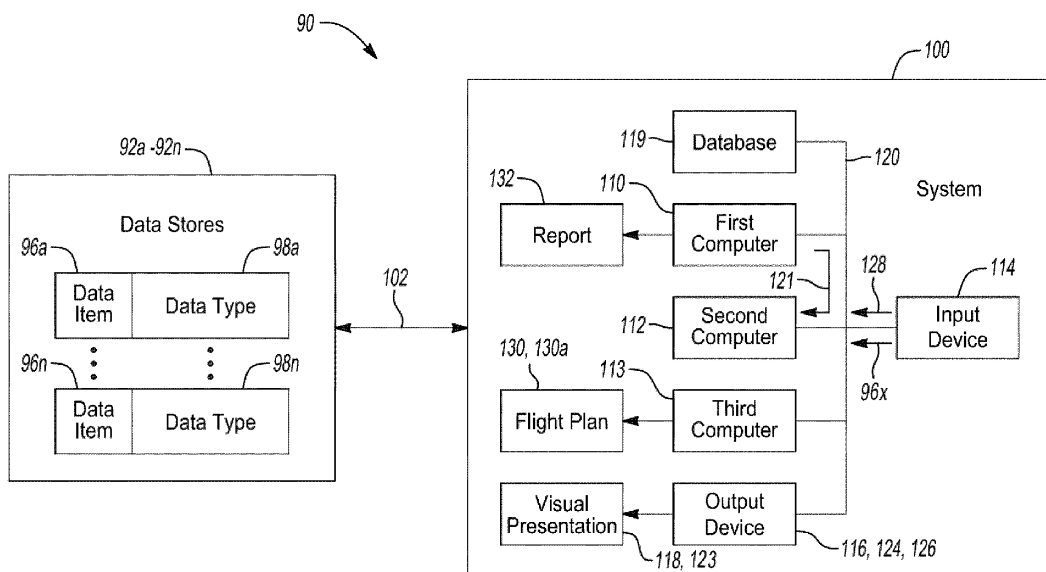 90
100
92a -92n
Data Stores
96a
98a
Data
Item
Data Type
96n
98n
Data
Item
Data Type
102
119
Database
120
System
132
110
Report
First
Computer
121
128
114
112
Second
Computer
Input
Device
96x
130, 130a
113
Flight Plan
Third
Computer
Visual
Presentation
Output
Device
118, 123
116, 124, 126